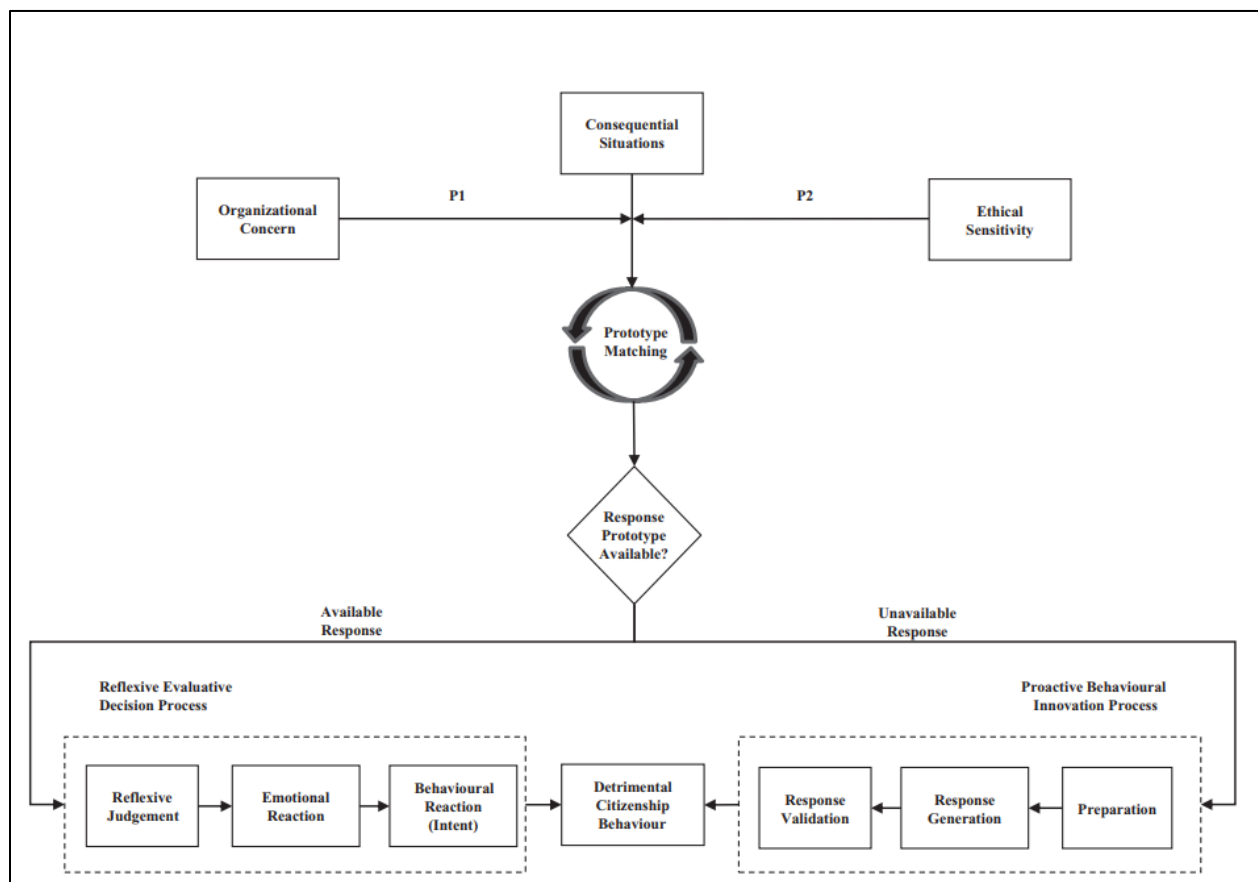 Consequential
Situations
P1
P2
Organizational
Concern
Ethical
Sensitivity
Prototype
Matching
Response
Prototype
Available?
Available
Response
Unavailable
Response
Reflexive Evaluative
Decision Process
Proactive Behavioural
Innovation Process
Reflexive
Judgement
Emotional
Reaction
Behavioural
Reaction
(Intent)
Detrimental
Citizenship
Behaviour
Response
Validation
Response
Generation
Preparation